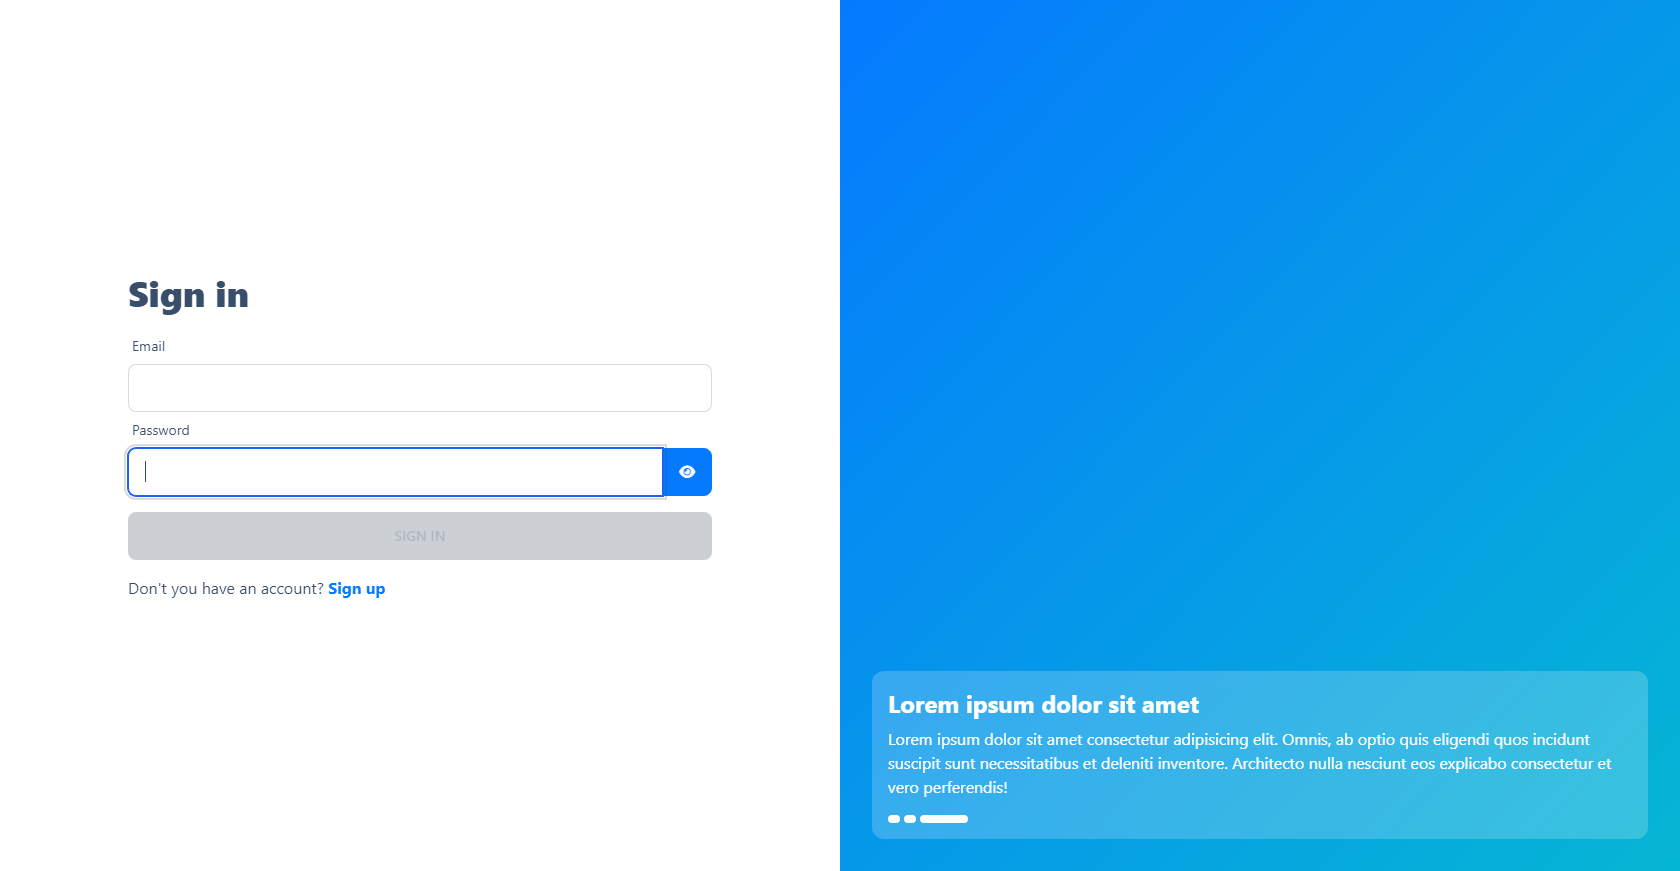 Sign in
Email
Password
SIGN IN
Don't you have an account? Sign up
Lorem ipsum dolor sit amet
Lorem ipsum dolor sit amet consectetur adipisicing elit. Omnis, ab optio quis eligendi quos incidunt
suscipit sunt necessitatibus et deleniti inventore. Architecto nulla nesciunt eos explicabo consectetur et
vero perferendis!